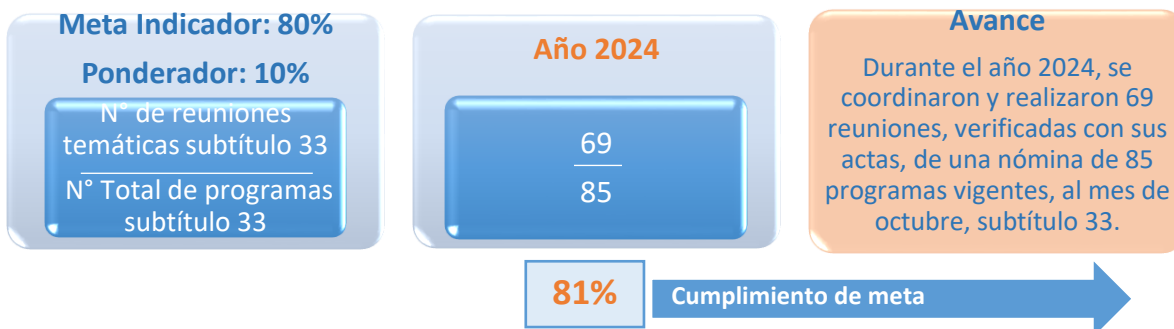 Meta Indicador: 80%
Ponderador: 10%
N° de reuniones
temáticas subtítulo 33
N° Total de programas
subtítulo 33
Año 2024
69
85
Avance
Durante el año 2024, se
coordinaron y realizaron 69
reuniones, verificadas con sus
actas, de una nómina de 85
programas vigentes, al mes de
octubre, subtítulo 33.
81%
Cumplimiento de meta